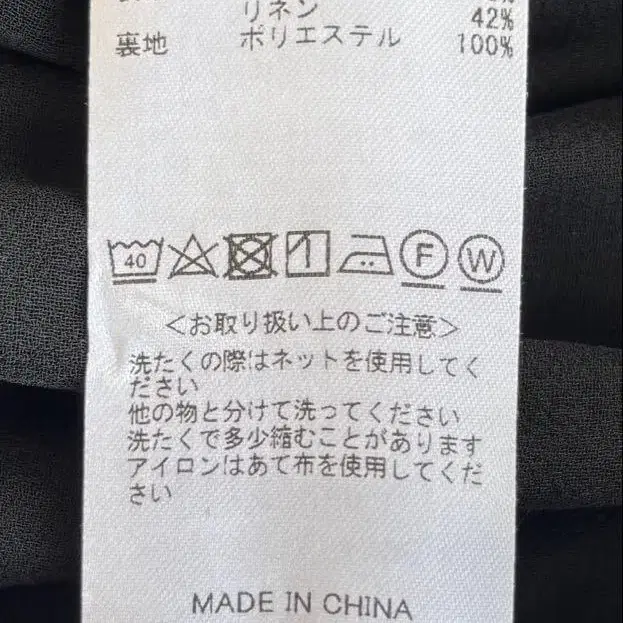 リネン 42%
裏地 ポリエステル 100%
40 F W
＜お取り扱い上のご注意＞
洗たくの際はネットを使用してく
ださい
他の物と分けて洗ってください
洗たくで多少縮むことがあります
アイロンはあて布を使用してくだ
さい
MADE IN CHINA